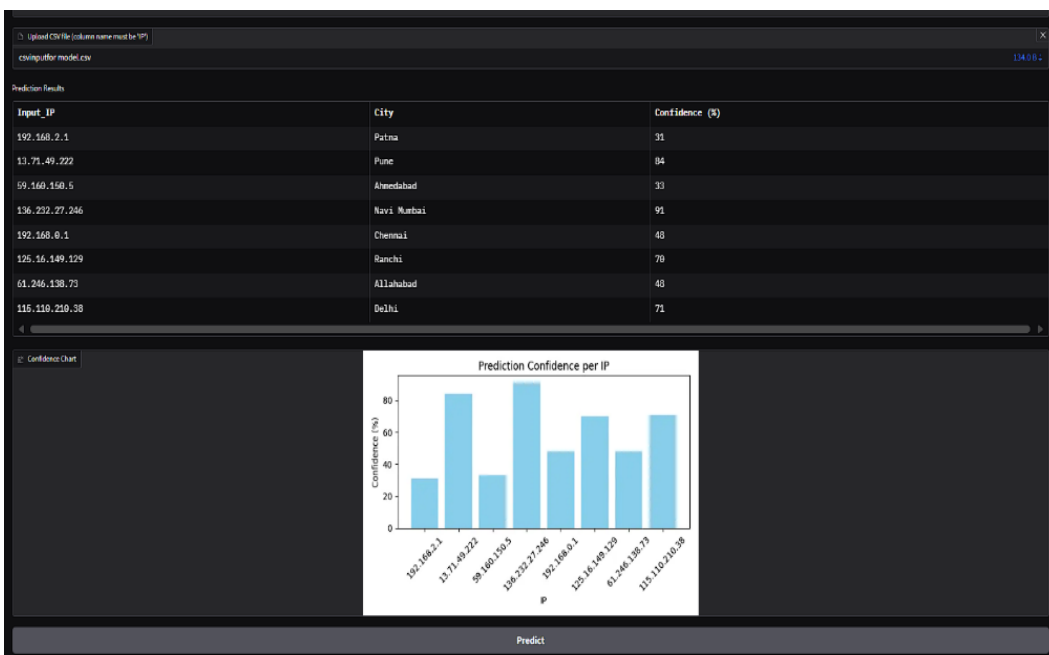 Upload CSV file (column name must be 'IP')
X
csvinputfor model.csv
134.0 B ↓
Prediction Results
Input_IP City Confidence (%)
192.168.2.1 Patna 31
13.71.49.222 Pune 84
59.160.150.5 Ahmedabad 33
136.232.27.246 Navi Mumbai 91
192.168.0.1 Chennai 48
125.16.149.129 Ranchi 70
61.246.138.73 Allahabad 48
115.110.210.38 Delhi 71
Confidence Chart
Prediction Confidence per IP
Confidence (%)
80
60
40
20
0
192.168.2.1
13.71.49.222
59.160.150.5
136.232.27.246
192.168.0.1
125.16.149.129
61.246.138.73
115.110.210.38
IP
Predict